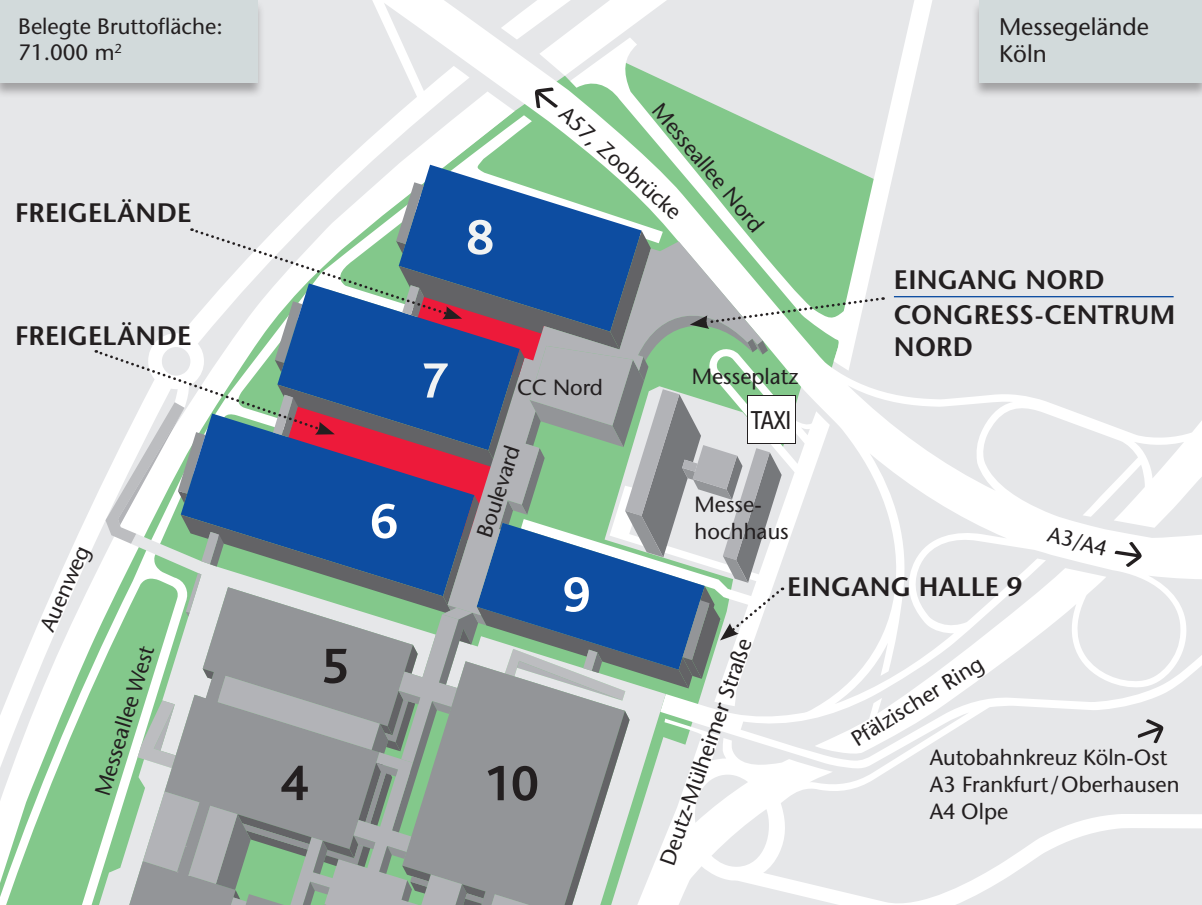 Belegte Bruttofläche:
71.000 m²
Messegelände
Köln
A57, Zoobrücke
Messeallee Nord
FREIGELÄNDE
8
EINGANG NORD
CONGRESS-CENTRUM
NORD
FREIGELÄNDE
7
CC Nord
Messeplatz
TAXI
Boulevard
6
Messe-
hochhaus
A3/A4
Auenweg
9
EINGANG HALLE 9
5
Messeallee West
Deutz-Mülheimer Straße
Pfälzischer Ring
4
10
Autobahnkreuz Köln-Ost
A3 Frankfurt/Oberhausen
A4 Olpe